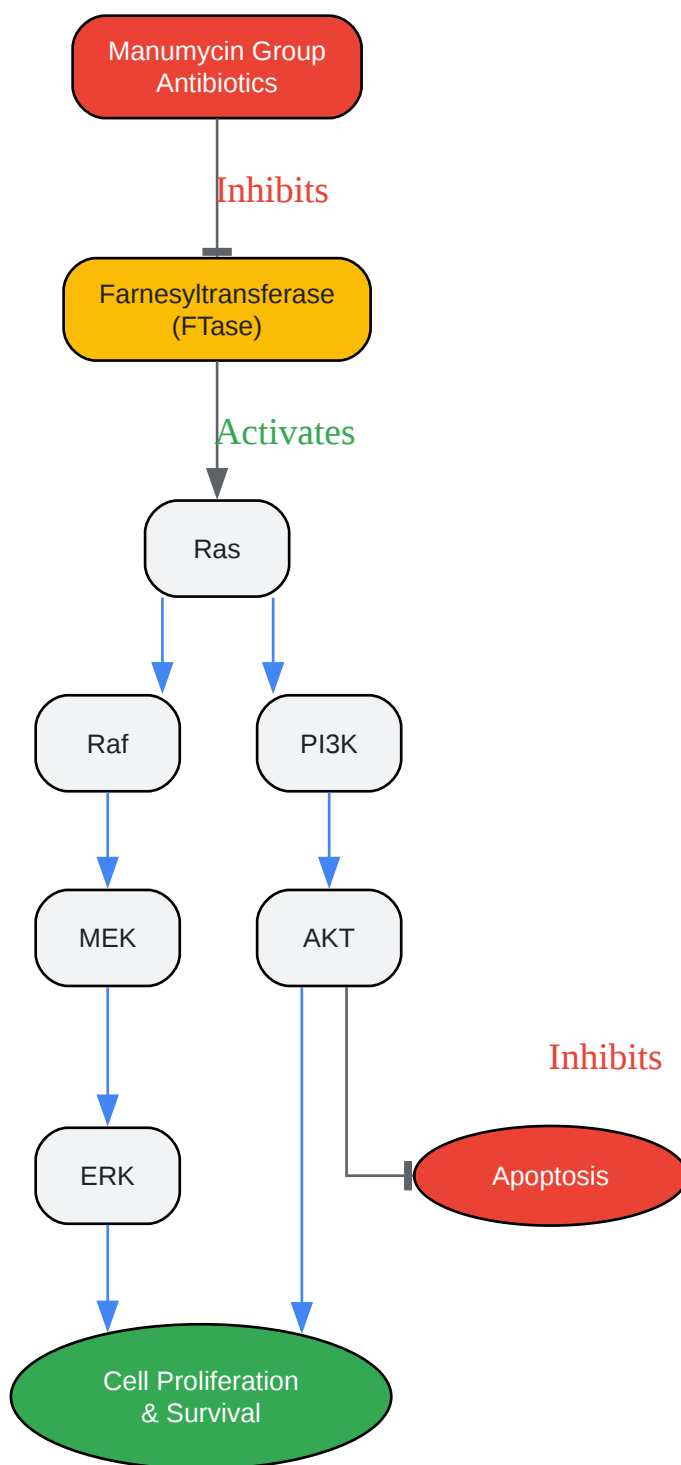 Manumycin Group
Antibiotics
Inhibits
Farnesyltransferase
(FTase)
Activates
Ras
Raf
PI3K
MEK
AKT
Inhibits
ERK
Apoptosis
Cell Proliferation
& Survival